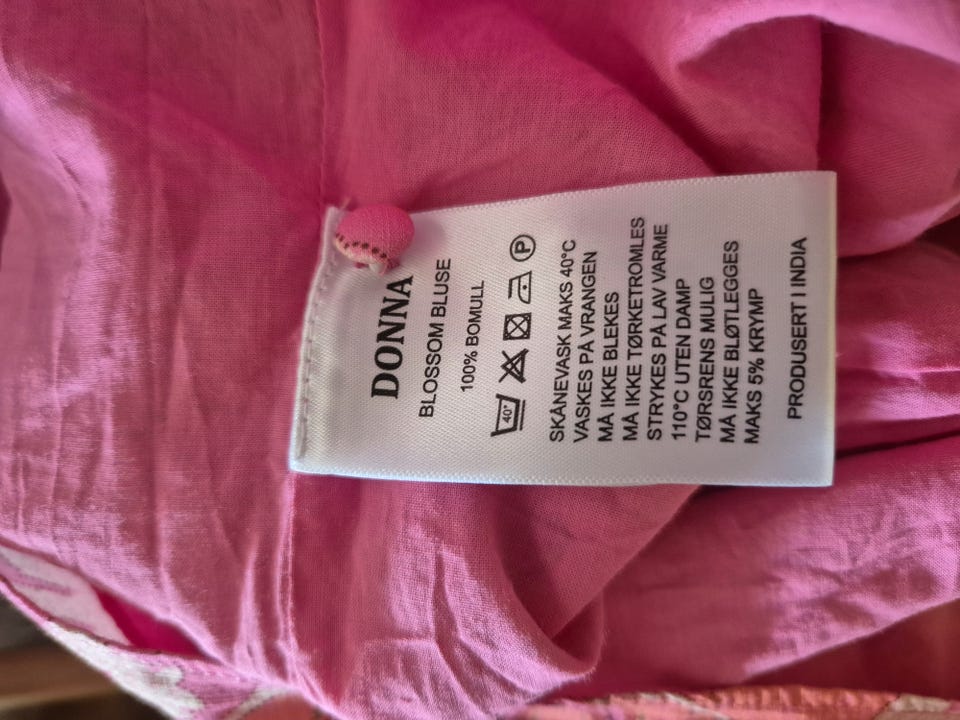 DONNA
BLOSSOM BLUSE
100% BOMULL
40°
P
SKÅNEVASK MAKS 40°C
VASKES PÅ VRANGEN
MÅ IKKE BLEKES
MÅ IKKE TØRKETROMLES
STRYKES PÅ LAV VARME
110°C UTEN DAMP
TØRSRENS MULIG
MÅ IKKE BLØTLEGGES
MAKS 5% KRYMP
PRODUSERT I INDIA